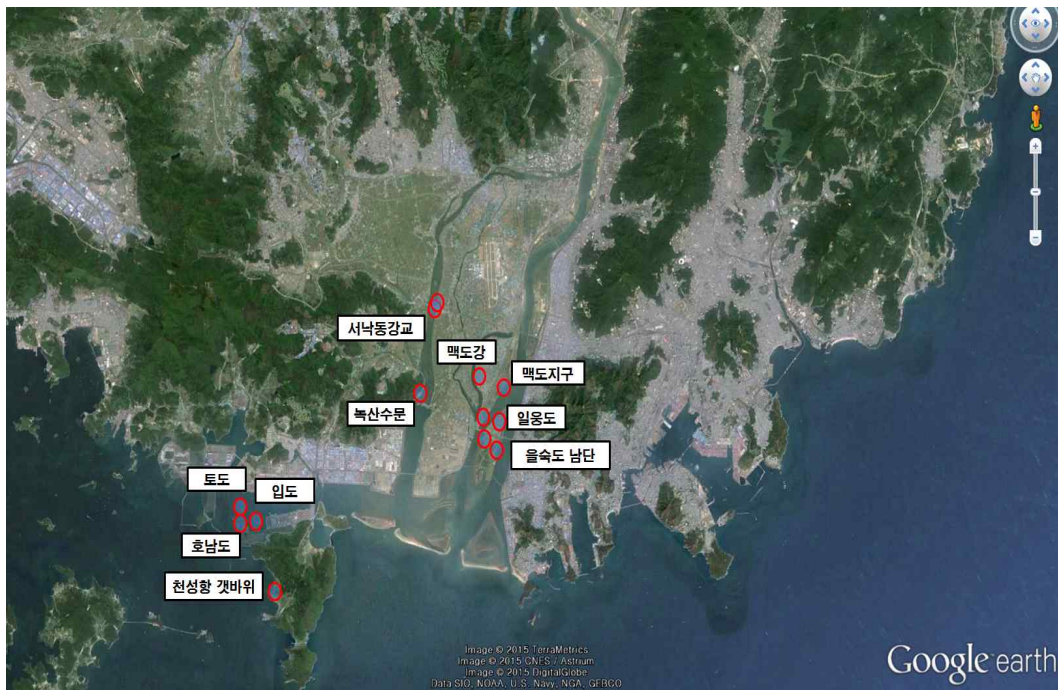 서낙동강교
맥도강
맥도지구
녹산수문
일웅도
을숙도 남단
토도
입도
호남도
천성항 갯바위
Image © 2015 TerraMetrics
Image © 2015 CNES / Astrium
Image © 2015 DigitalGlobe
Data SIO, NOAA, U.S. Navy, NGA, GEBCO
Google earth